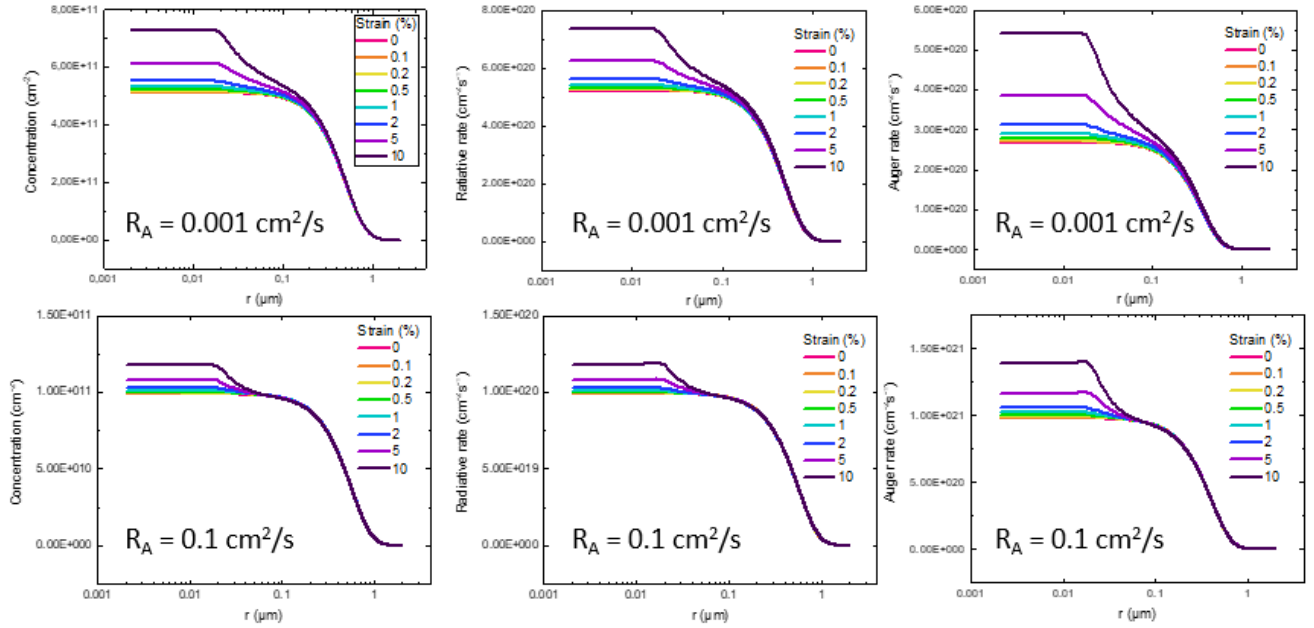 8,00E+11
6,00E+11
4,00E+11
2,00E+11
0,00E+00
Concentration (cm⁻²)
Strain (%)
0
0.1
0.2
0.5
1
2
5
10
R_A = 0.001 cm²/s
0.001
0.01
0.1
1
r (µm)
8.00E+020
6.00E+020
4.00E+020
2.00E+020
0.00E+000
Ratiative rate (cm⁻²s⁻¹)
Strain (%)
0
0.1
0.2
0.5
1
2
5
10
R_A = 0.001 cm²/s
0.001
0.01
0.1
1
r (µm)
6.00E+020
5.00E+020
4.00E+020
3.00E+020
2.00E+020
1.00E+020
0.00E+000
Auger rate (cm⁻²s⁻¹)
Strain (%)
0
0.1
0.2
0.5
1
2
5
10
R_A = 0.001 cm²/s
0.001
0.01
0.1
1
r (µm)
1.50E+011
1.00E+011
5.00E+010
0.00E+000
Concentration (cm⁻²)
Strain (%)
0
0.1
0.2
0.5
1
2
5
10
R_A = 0.1 cm²/s
0.001
0.01
0.1
1
r (µm)
1.50E+020
1.00E+020
5.00E+019
0.00E+000
Radiative rate (cm⁻²s⁻¹)
Strain (%)
0
0.1
0.2
0.5
1
2
5
10
R_A = 0.1 cm²/s
0.001
0.01
0.1
1
r (µm)
1.50E+021
1.00E+021
5.00E+020
0.00E+000
Auger rate (cm⁻²s⁻¹)
Strain (%)
0
0.1
0.2
0.5
1
2
5
10
R_A = 0.1 cm²/s
0.001
0.01
0.1
1
r (µm)